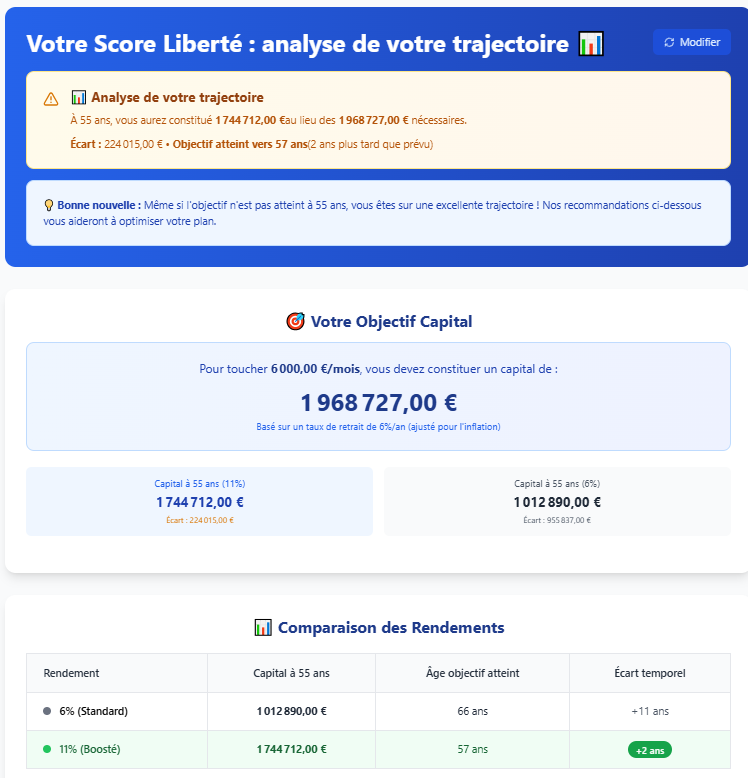 Votre Score Liberté : analyse de votre trajectoire 📊
Modifier
📊 Analyse de votre trajectoire
À 55 ans, vous aurez constitué 1 744 712,00 €au lieu des 1 968 727,00 € nécessaires.
Écart : 224 015,00 € • Objectif atteint vers 57 ans(2 ans plus tard que prévu)
💡 Bonne nouvelle : Même si l'objectif n'est pas atteint à 55 ans, vous êtes sur une excellente trajectoire ! Nos recommandations ci-dessous
vous aideront à optimiser votre plan.
🎯 Votre Objectif Capital
Pour toucher 6 000,00 €/mois, vous devez constituer un capital de :
1 968 727,00 €
Basé sur un taux de retrait de 6%/an (ajusté pour l'inflation)
Capital à 55 ans (11%)
1 744 712,00 €
Écart : 224 015,00 €
Capital à 55 ans (6%)
1 012 890,00 €
Écart : 955 837,00 €
📊 Comparaison des Rendements
Rendement Capital à 55 ans Âge objectif atteint Écart temporel
6% (Standard) 1 012 890,00 € 66 ans +11 ans
11% (Boosté) 1 744 712,00 € 57 ans +2 ans